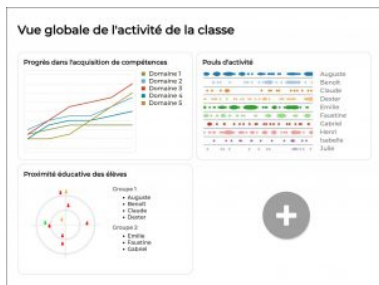 Vue globale de l'activité de la classe
Progrès dans l'acquisition de compétences
Domaine 1
Domaine 2
Domaine 3
Domaine 4
Domaine 5
Pouls d'activité
Auguste
Benoît
Claude
Dexter
Emilie
Faustine
Gabriel
Henri
Isabelle
Julie
Proximité éducative des élèves
Groupe 1
• Auguste
• Benoît
• Claude
• Dexter
Groupe 2
• Emilie
• Faustine
• Gabriel